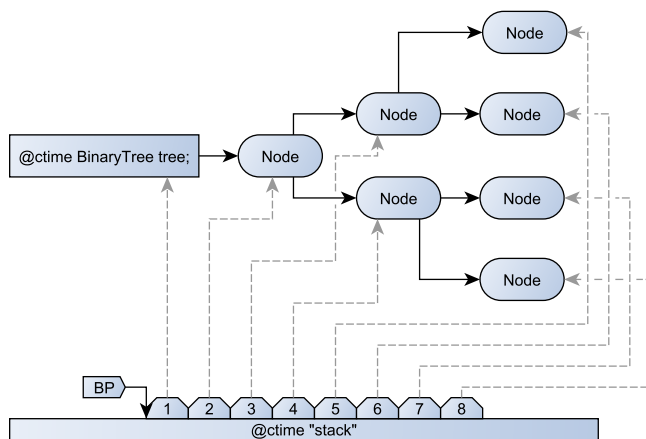 Node
Node
Node
@ctime BinaryTree tree;
Node
Node
Node
Node
BP
1 2 3 4 5 6 7 8
@ctime "stack"